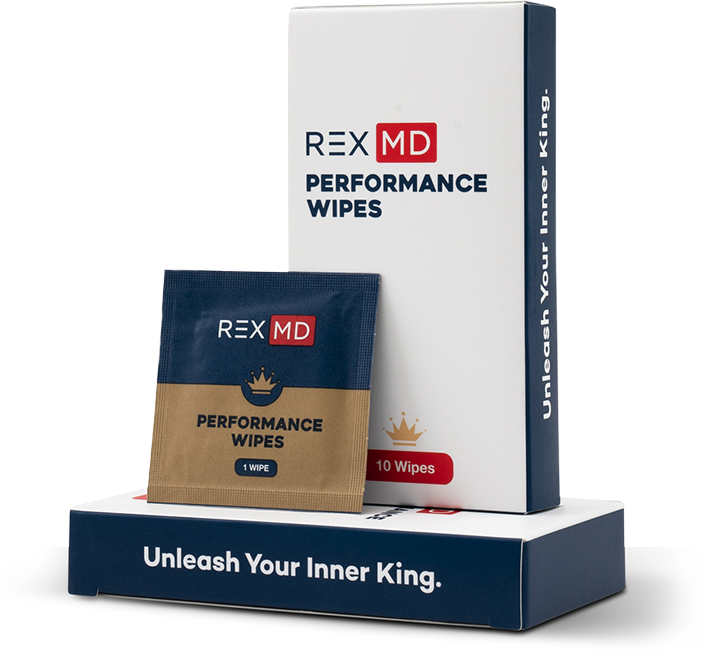 REX MD
PERFORMANCE
WIPES
Unleash Your Inner King.
10 Wipes
REX MD
PERFORMANCE
WIPES
1 WIPE
Unleash Your Inner King.